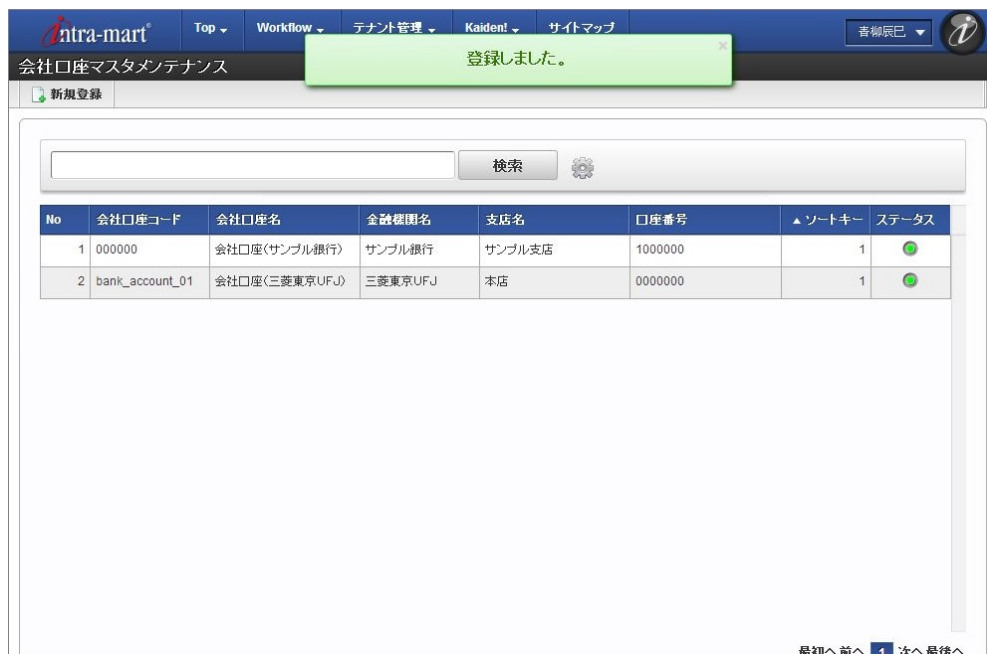 intra-mart Top Workflow テナント管理 Kaiden! サイトマップ 青柳辰巳
登録しました。
会社口座マスタメンテナンス
新規登録
検索
No 会社口座コード 会社口座名 金融機関名 支店名 口座番号 ▲ ソートキー ステータス
1 000000 会社口座(サンプル銀行) サンプル銀行 サンプル支店 1000000 1
2 bank_account_01 会社口座(三菱東京UFJ) 三菱東京UFJ 本店 0000000 1
最初へ 前へ 1 次へ 最後へ